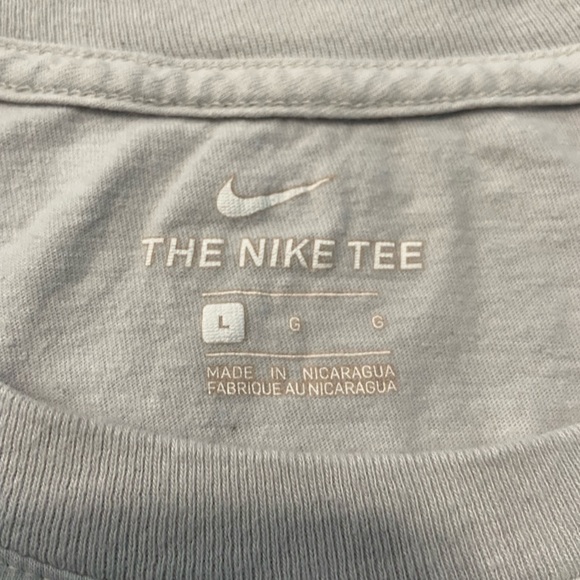 THE NIKE TEE
L G G
MADE IN NICARAGUA
FABRIQUE AU NICARAGUA